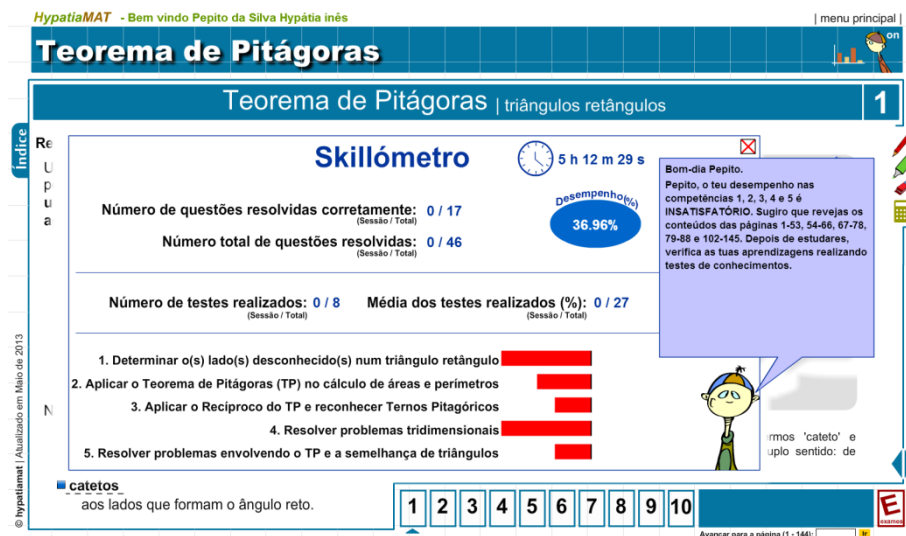 HypatiaMAT - Bem vindo Pepito da Silva Hypátia inês
| menu principal |
Teorema de Pitágoras
on
Teorema de Pitágoras | triângulos retângulos
1
Índice
Re
U
p
u
a
Skillómetro
5 h 12 m 29 s
Desempenho(%)
36.96%
Número de questões resolvidas corretamente: 0 / 17
(Sessão / Total)
Número total de questões resolvidas: 0 / 46
(Sessão / Total)
Número de testes realizados: 0 / 8
(Sessão / Total)
Média dos testes realizados (%): 0 / 27
(Sessão / Total)
1. Determinar o(s) lado(s) desconhecido(s) num triângulo retângulo
2. Aplicar o Teorema de Pitágoras (TP) no cálculo de áreas e perímetros
3. Aplicar o Recíproco do TP e reconhecer Ternos Pitagóricos
4. Resolver problemas tridimensionais
5. Resolver problemas envolvendo o TP e a semelhança de triângulos
Bom-dia Pepito.
Pepito, o teu desempenho nas
competências 1, 2, 3, 4 e 5 é
INSATISFATÓRIO. Sugiro que revejas os
conteúdos das páginas 1-53, 54-66, 67-78,
79-88 e 102-145. Depois de estudares,
verifica as tuas aprendizagens realizando
testes de conhecimentos.
N
rmos 'cateto' e
uplo sentido: de
catetos
aos lados que formam o ângulo reto.
1 2 3 4 5 6 7 8 9 10
E
exames
Avançar para a página (1 - 144):
Ir
© hypatiamat | Atualizado em Maio de 2013